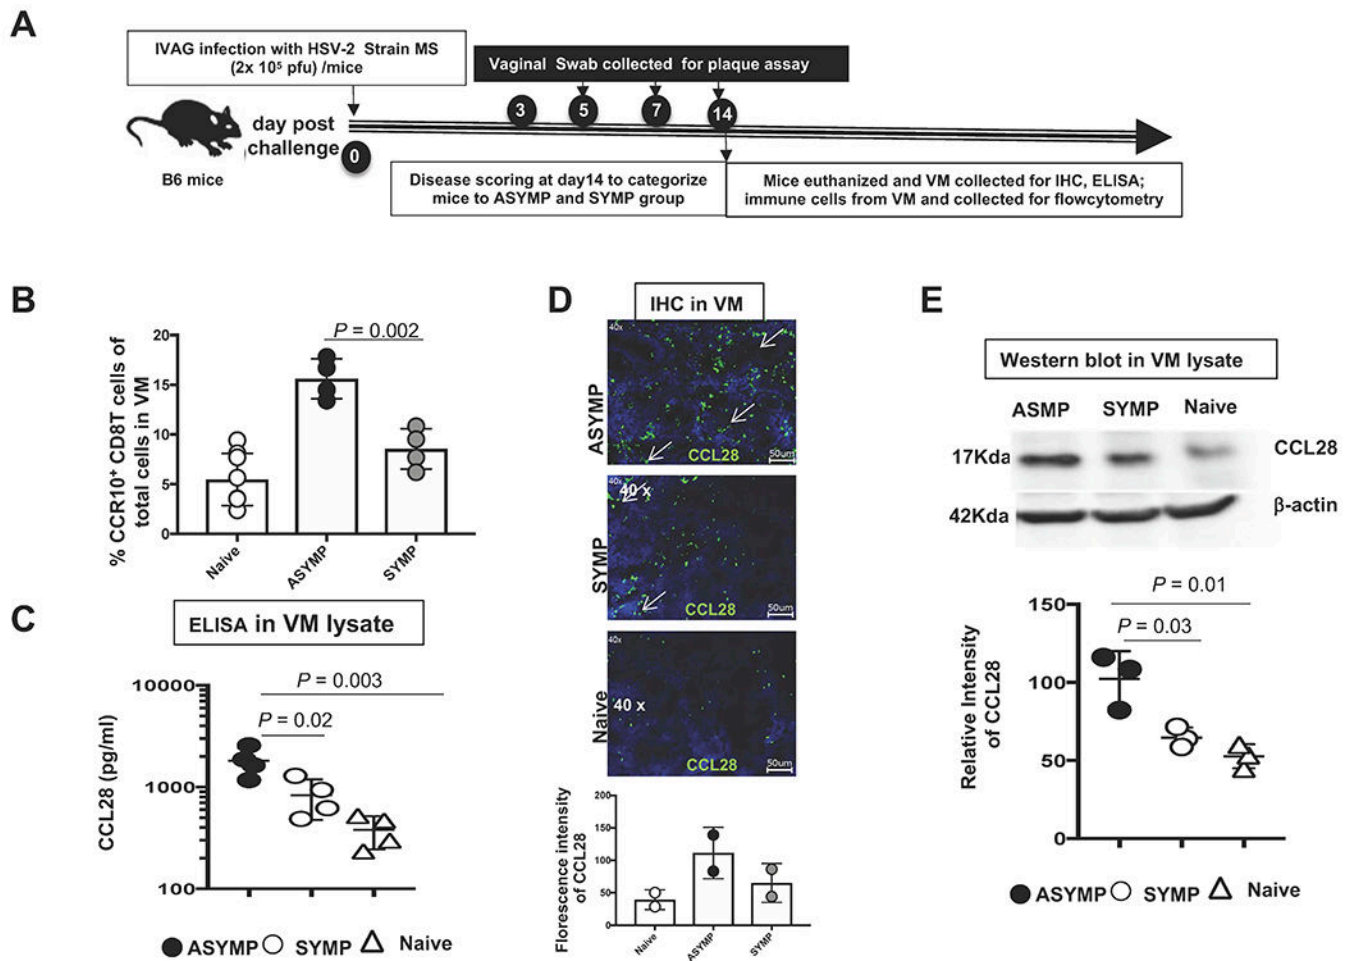 A
IVAG infection with HSV-2 Strain MS
(2x 10⁵ pfu) /mice
Vaginal Swab collected for plaque assay
3
5
7
14
day post
challenge
0
B6 mice
Disease scoring at day14 to categorize
mice to ASYMP and SYMP group
Mice euthanized and VM collected for IHC, ELISA;
immune cells from VM and collected for flowcytometry
B
% CCR10⁺ CD8T cells of
total cells in VM
20
15
10
5
0
P = 0.002
Naive
ASYMP
SYMP
C
ELISA in VM lysate
CCL28 (pg/ml)
10000
1000
100
P = 0.003
P = 0.02
ASYMP
SYMP
Naive
D
IHC in VM
ASYMP
40x
CCL28
50um
SYMP
40 x
CCL28
50um
Naive
40x
40 x
CCL28
50um
Florescence intensity
of CCL28
200
150
100
50
0
Naive
ASYMP
SYMP
E
Western blot in VM lysate
ASMP
SYMP
Naive
17Kda
CCL28
42Kda
β-actin
Relative Intensity
of CCL28
150
100
50
0
P = 0.01
P = 0.03
ASYMP
SYMP
Naive